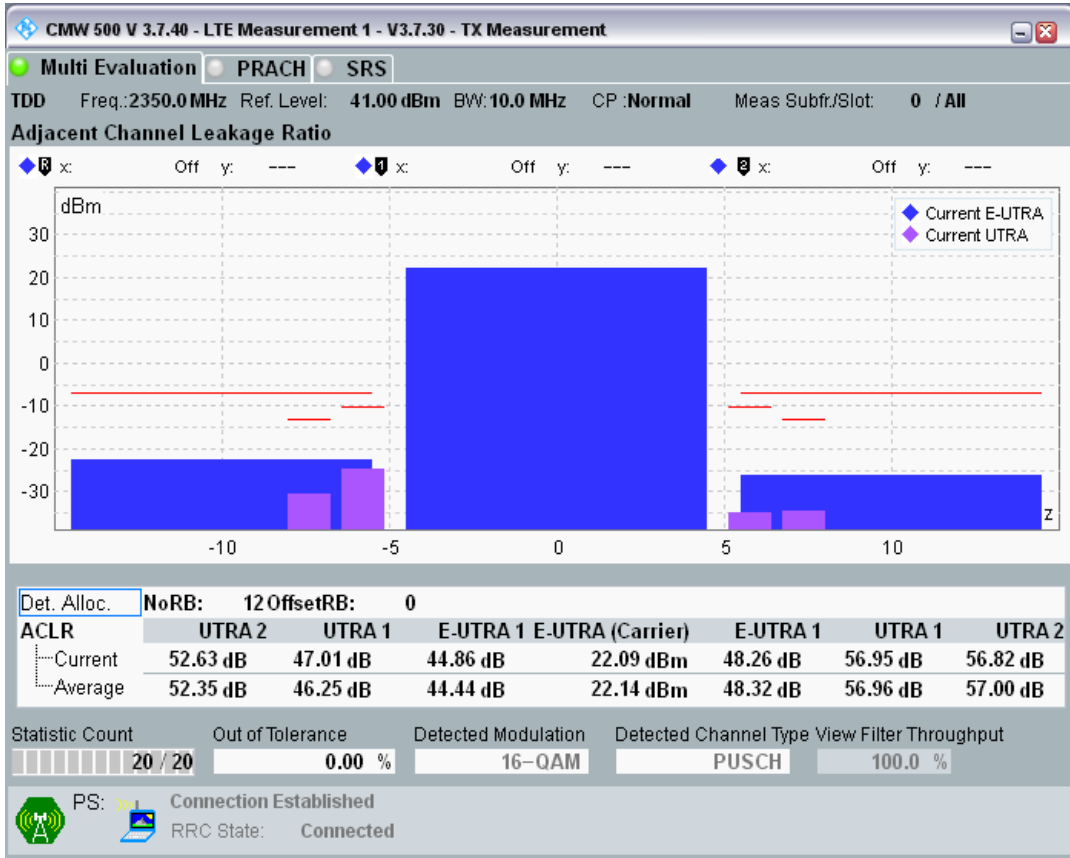 CMW 500 V 3.7.40 - LTE Measurement 1 - V3.7.30 - TX Measurement
Multi Evaluation PRACH SRS
TDD Freq.:2350.0 MHz Ref. Level: 41.00 dBm BW: 10.0 MHz CP :Normal Meas Subfr./Slot: 0 / All
Adjacent Channel Leakage Ratio
R x: Off y: --- 1 x: Off y: --- 2 x: Off y: ---
dBm
Current E-UTRA
Current UTRA
30
20
10
0
-10
-20
-30
z
-10 -5 0 5 10
Det. Alloc. NoRB: 12 OffsetRB: 0
ACLR UTRA 2 UTRA 1 E-UTRA 1 E-UTRA (Carrier) E-UTRA 1 UTRA 1 UTRA 2
Current 52.63 dB 47.01 dB 44.86 dB 22.09 dBm 48.26 dB 56.95 dB 56.82 dB
Average 52.35 dB 46.25 dB 44.44 dB 22.14 dBm 48.32 dB 56.96 dB 57.00 dB
Statistic Count Out of Tolerance Detected Modulation Detected Channel Type View Filter Throughput
20 / 20 0.00 % 16-QAM PUSCH 100.0 %
PS: Connection Established
RRC State: Connected